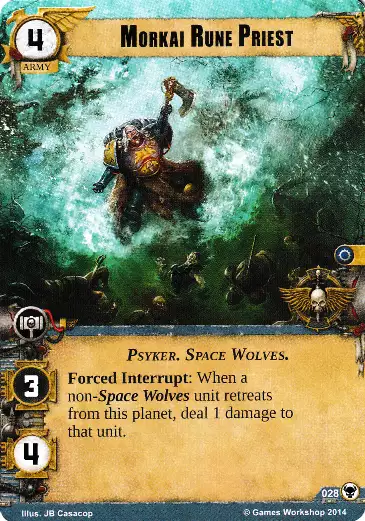 4
ARMY
MORKAI RUNE PRIEST
PSYKER. SPACE WOLVES.
3
Forced Interrupt: When a
non-Space Wolves unit retreats
from this planet, deal 1 damage to
that unit.
4
028
Illus. JB Casacop
© Games Workshop 2014